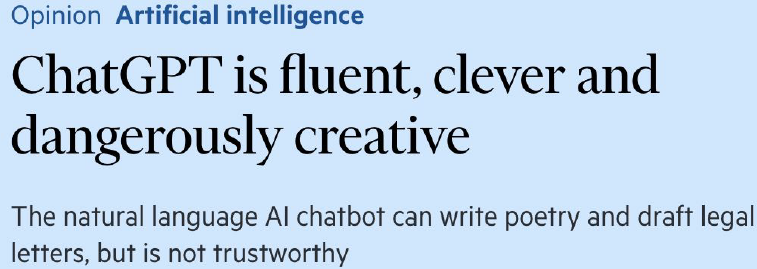 Opinion Artificial intelligence
ChatGPT is fluent, clever and
dangerously creative
The natural language AI chatbot can write poetry and draft legal
letters, but is not trustworthy